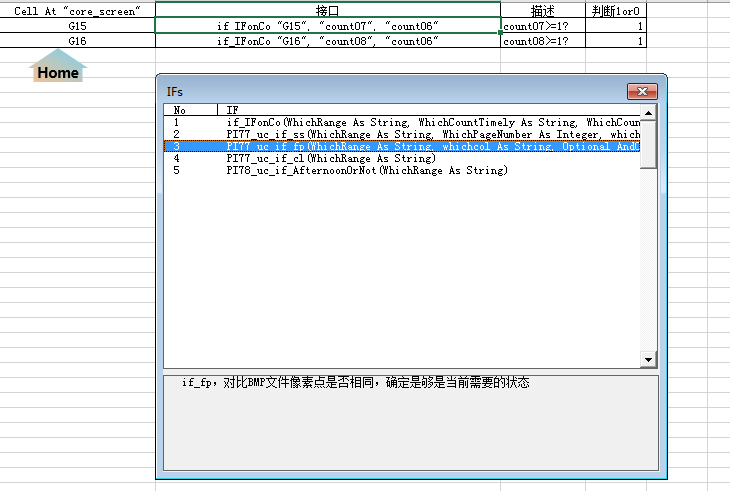 Cell At "core_screen" 接口 描述 判断1or0
G15 if_IFonCo "G15", "count07", "count06" count07>=1? 1
G16 if_IFonCo "G16", "count08", "count06" count08>=1? 1
Home
IFs
No IF
1 if_IFonCo(WhichRange As String, WhichCountTimely As String, WhichCoun
2 PI77_uc_if_ss(WhichRange As String, WhichPageNumber As Integer, which
3 PI77_uc_if_fp(WhichRange As String, whichcol As String, Optional AndC
4 PI77_uc_if_cl(WhichRange As String)
5 PI78_uc_if_AfternoonOrNot(WhichRange As String)
if_fp，对比BMP文件像素点是否相同，确定是够是当前需要的状态